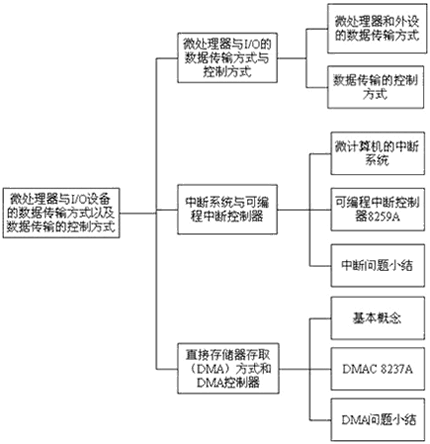 微处理器与I/O设备
的数据传输方式以及
数据传输的控制方式
微处理器与I/O的
数据传输方式与
控制方式
微处理器和外设
的数据传输方式
数据传输的控制
方式
中断系统与可编
程中断控制器
微计算机的中断
系统
可编程中断控制
器8259A
中断问题小结
直接存储器存取
（DMA）方式和
DMA控制器
基本概念
DMAC 8237A
DMA问题小结